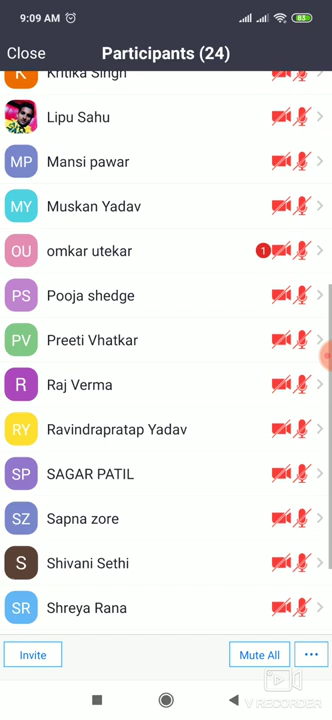 9:09 AM
83
Close
Participants (24)
K
Kritika Singh
Lipu Sahu
MP
Mansi pawar
MY
Muskan Yadav
OU
omkar utekar
1
PS
Pooja shedge
PV
Preeti Vhatkar
R
Raj Verma
RY
Ravindrapratap Yadav
SP
SAGAR PATIL
SZ
Sapna zore
S
Shivani Sethi
SR
Shreya Rana
Invite
Mute All
...
V RECORDER